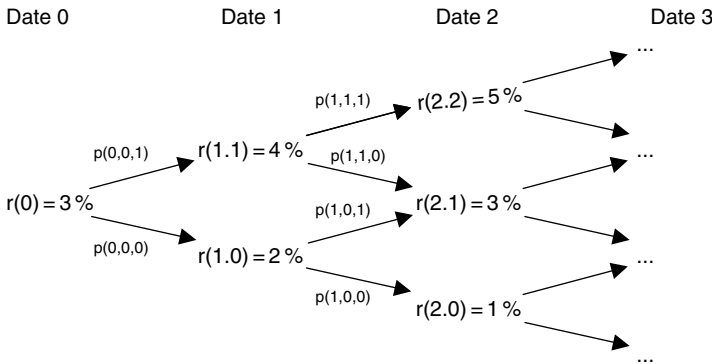 Date 0 Date 1 Date 2 Date 3
...
p(1,1,1) r(2.2) = 5 %
p(0,0,1) r(1.1) = 4 % p(1,1,0) ...
r(0) = 3 % p(1,0,1) r(2.1) = 3 %
p(0,0,0) r(1.0) = 2 % ...
p(1,0,0) r(2.0) = 1 %
...